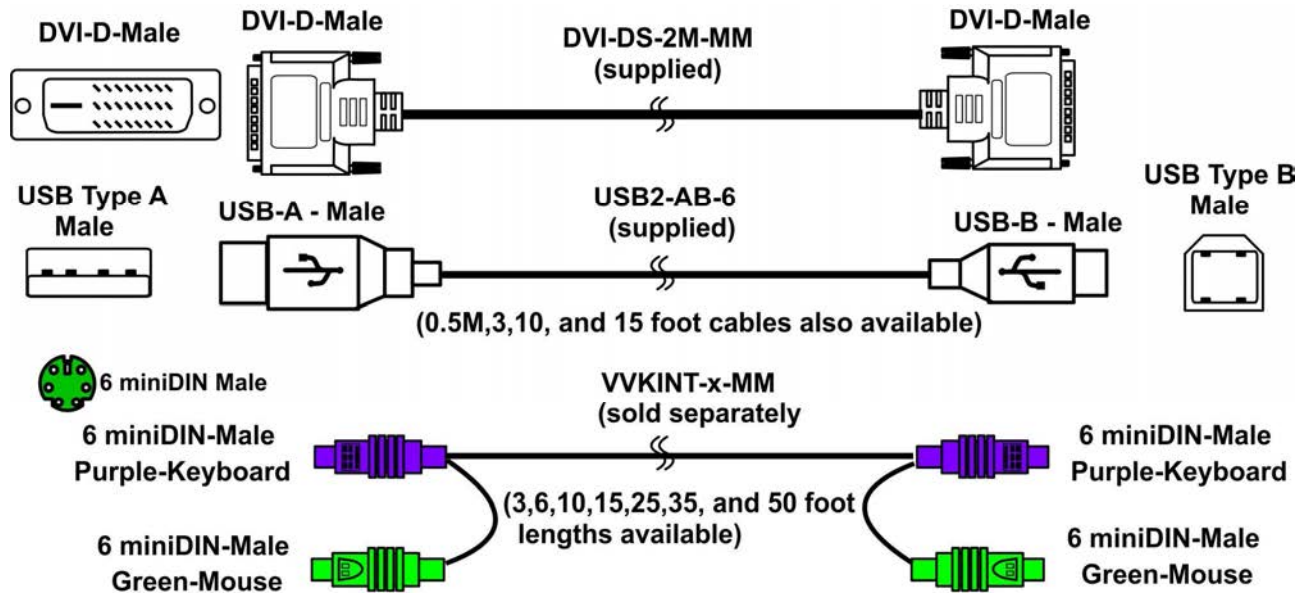 DVI-D-Male
DVI-D-Male
DVI-DS-2M-MM
(supplied)
DVI-D-Male
USB Type A
Male
USB-A - Male
USB2-AB-6
(supplied)
USB-B - Male
USB Type B
Male
(0.5M,3,10, and 15 foot cables also available)
6 miniDIN Male
VVKINT-x-MM
(sold separately
6 miniDIN-Male
Purple-Keyboard
6 miniDIN-Male
Purple-Keyboard
(3,6,10,15,25,35, and 50 foot
lengths available)
6 miniDIN-Male
Green-Mouse
6 miniDIN-Male
Green-Mouse